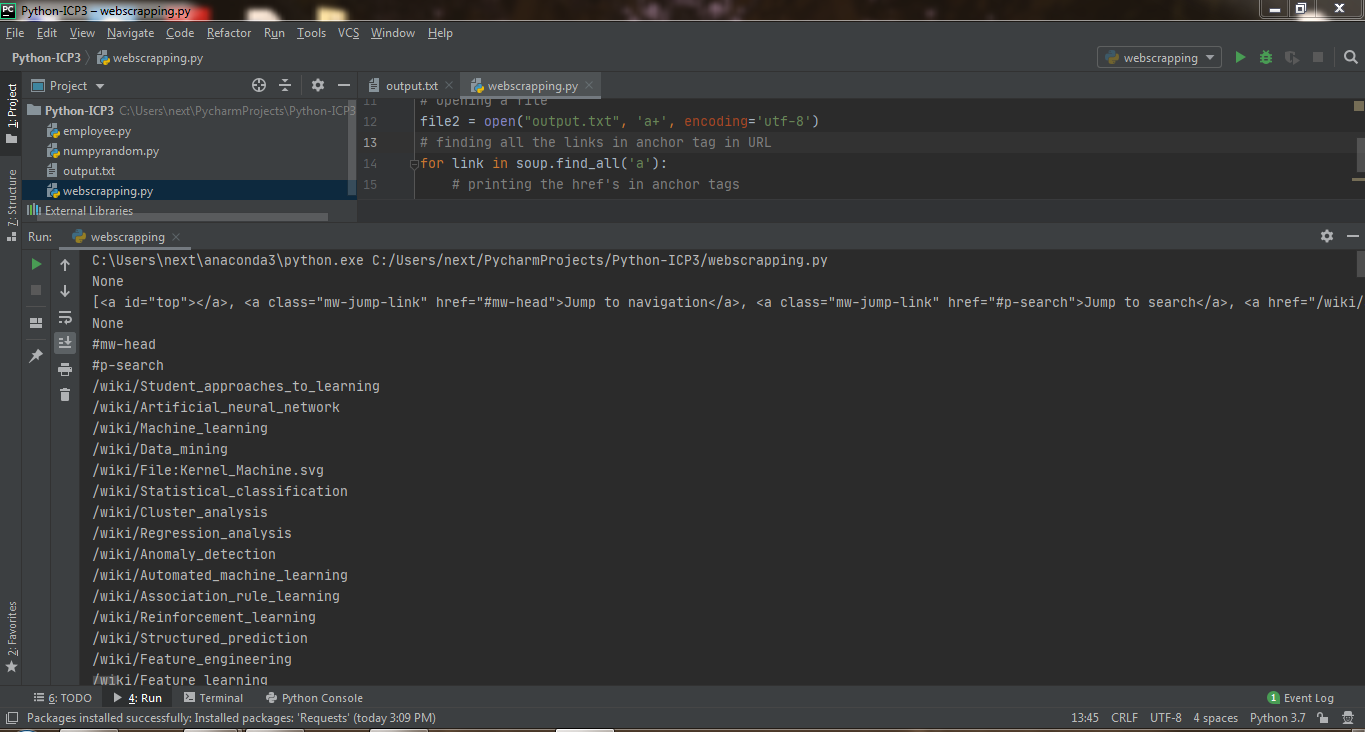 PC Python-ICP3 – webscrapping.py
File Edit View Navigate Code Refactor Run Tools VCS Window Help
Python-ICP3 webscrapping.py webscrapping
1: Project
Project
output.txt webscrapping.py
Python-ICP3 C:\Users\next\PycharmProjects\Python-ICP3
employee.py
numpyrandom.py
output.txt
webscrapping.py
External Libraries
11 # opening a file
12 file2 = open("output.txt", 'a+', encoding='utf-8')
13 # finding all the links in anchor tag in URL
14 for link in soup.find_all('a'):
15 # printing the href's in anchor tags
7: Structure
Run: webscrapping
C:\Users\next\anaconda3\python.exe C:/Users/next/PycharmProjects/Python-ICP3/webscrapping.py
None
[<a id="top"></a>, <a class="mw-jump-link" href="#mw-head">Jump to navigation</a>, <a class="mw-jump-link" href="#p-search">Jump to search</a>, <a href="/wiki/
None
#mw-head
#p-search
/wiki/Student_approaches_to_learning
/wiki/Artificial_neural_network
/wiki/Machine_learning
/wiki/Data_mining
/wiki/File:Kernel_Machine.svg
/wiki/Statistical_classification
/wiki/Cluster_analysis
/wiki/Regression_analysis
/wiki/Anomaly_detection
/wiki/Automated_machine_learning
/wiki/Association_rule_learning
/wiki/Reinforcement_learning
/wiki/Structured_prediction
/wiki/Feature_engineering
/wiki/Feature_learning
2: Favorites
6: TODO 4: Run Terminal Python Console 1 Event Log
Packages installed successfully: Installed packages: 'Requests' (today 3:09 PM) 13:45 CRLF UTF-8 4 spaces Python 3.7